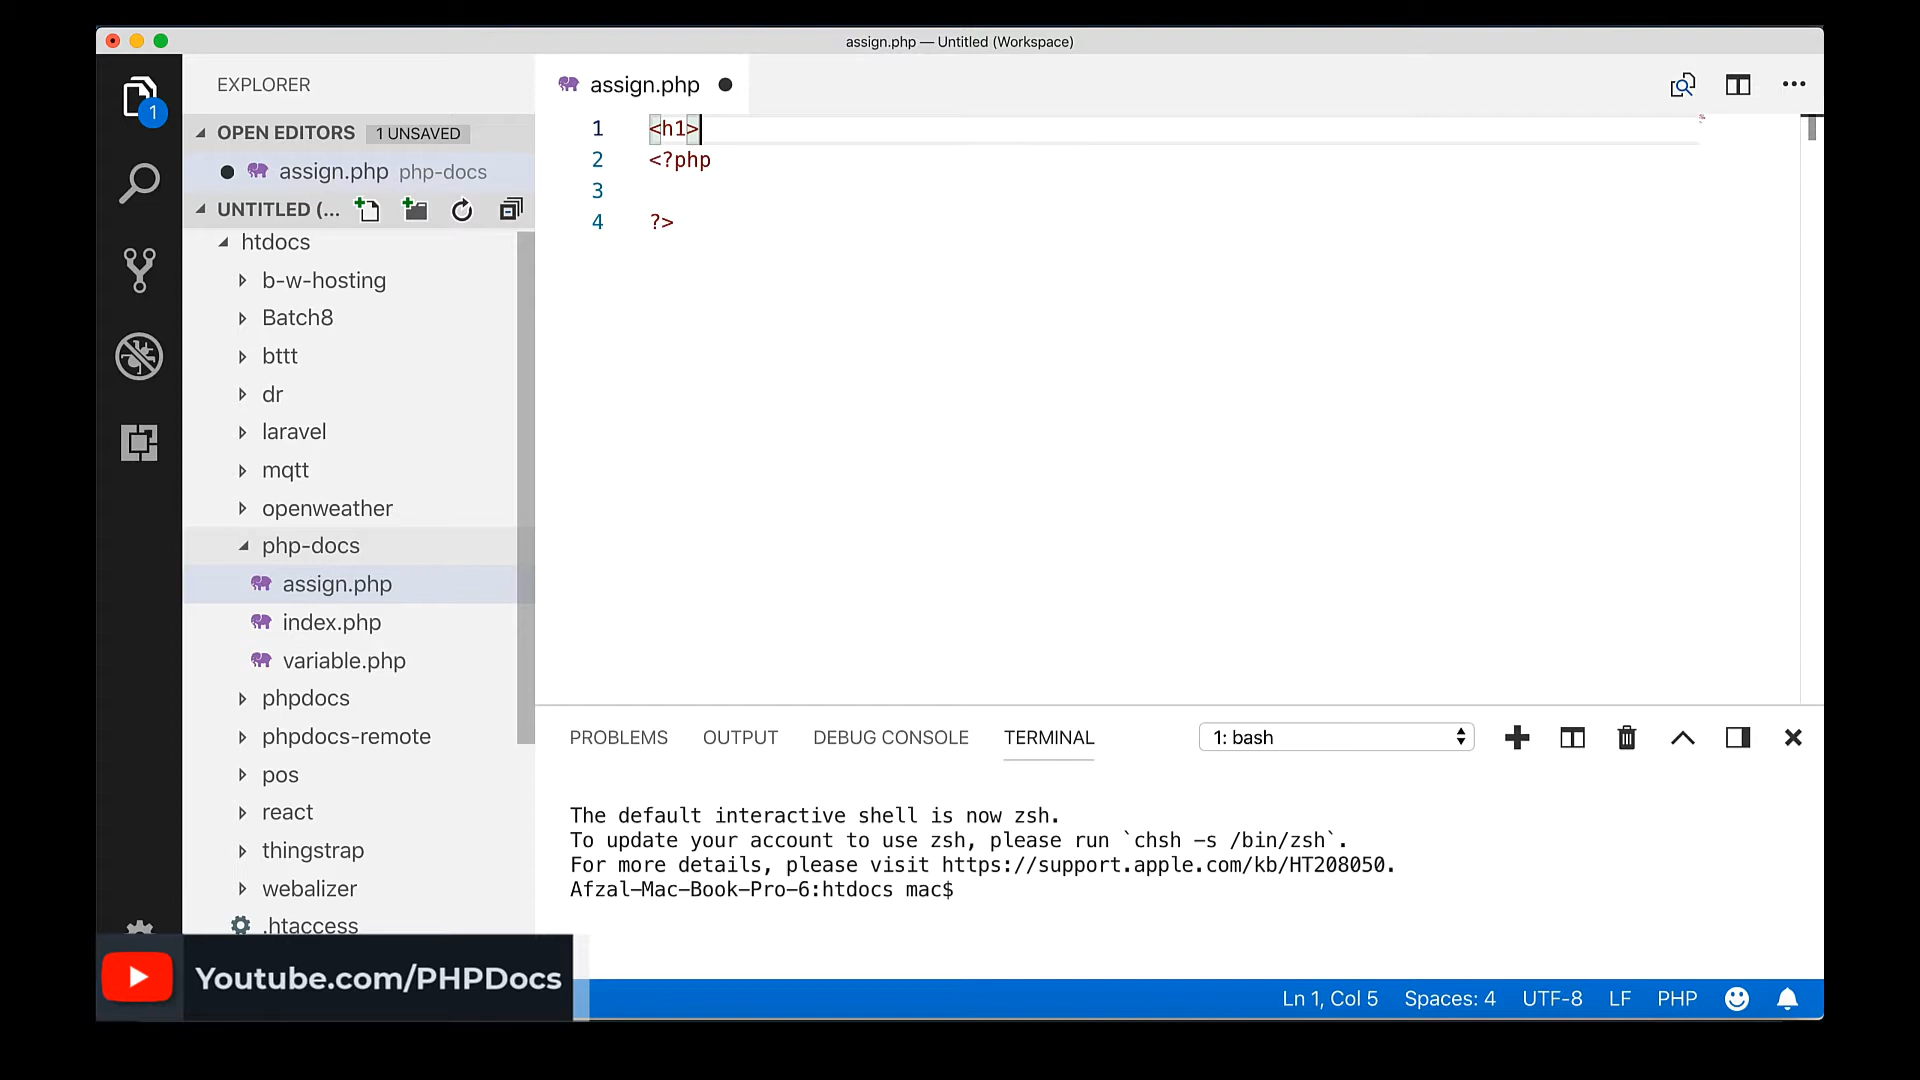 assign.php — Untitled (Workspace)
EXPLORER
OPEN EDITORS 1 UNSAVED
assign.php php-docs
UNTITLED (...
htdocs
b-w-hosting
Batch8
bttt
dr
laravel
mqtt
openweather
php-docs
assign.php
index.php
variable.php
phpdocs
phpdocs-remote
pos
react
thingstrap
webalizer
.htaccess
1
assign.php
1 <h1>
2 <?php
3
4 ?>
PROBLEMS OUTPUT DEBUG CONSOLE TERMINAL 1: bash
The default interactive shell is now zsh.
To update your account to use zsh, please run `chsh -s /bin/zsh`.
For more details, please visit https://support.apple.com/kb/HT208050.
Afzal-Mac-Book-Pro-6:htdocs mac$
Youtube.com/PHPDocs
Ln 1, Col 5 Spaces: 4 UTF-8 LF PHP